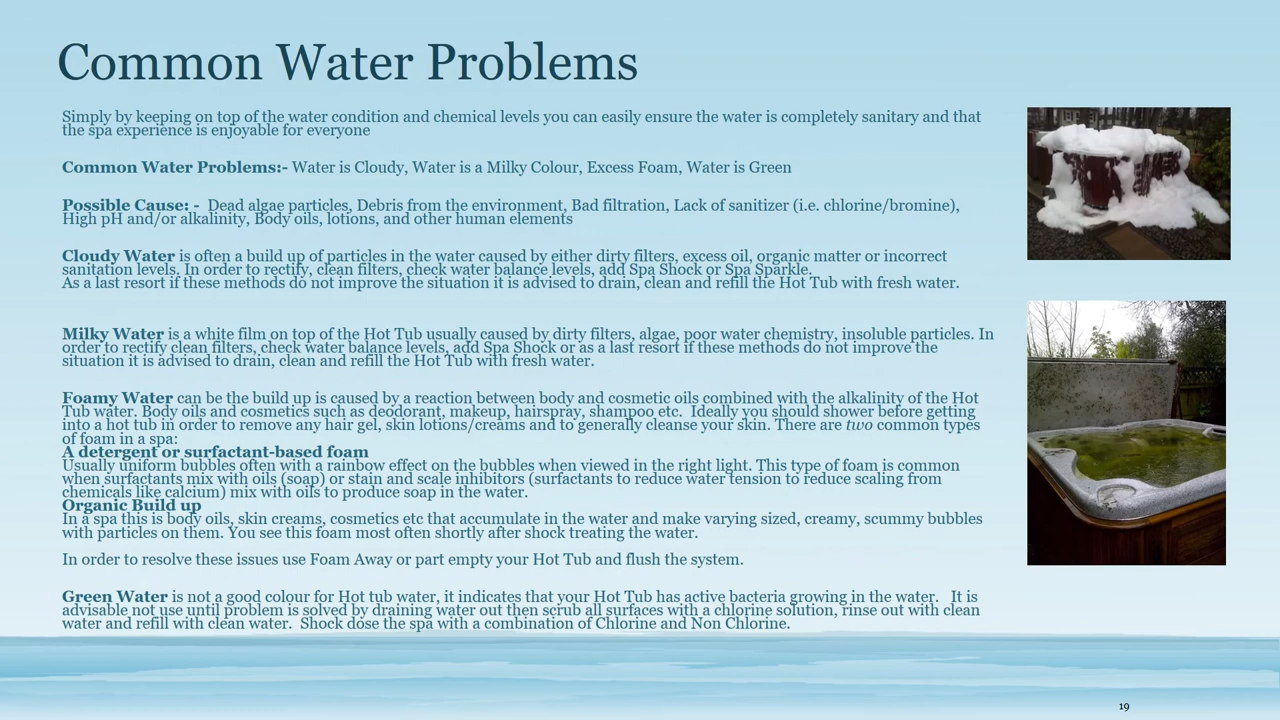 Common Water Problems
Simply by keeping on top of the water condition and chemical levels you can easily ensure the water is completely sanitary and that
the spa experience is enjoyable for everyone
Common Water Problems:- Water is Cloudy, Water is a Milky Colour, Excess Foam, Water is Green
Possible Cause: - Dead algae particles, Debris from the environment, Bad filtration, Lack of sanitizer (i.e. chlorine/bromine),
High pH and/or alkalinity, Body oils, lotions, and other human elements
Cloudy Water is often a build up of particles in the water caused by either dirty filters, excess oil, organic matter or incorrect
sanitation levels. In order to rectify, clean filters, check water balance levels, add Spa Shock or Spa Sparkle.
As a last resort if these methods do not improve the situation it is advised to drain, clean and refill the Hot Tub with fresh water.
Milky Water is a white film on top of the Hot Tub usually caused by dirty filters, algae, poor water chemistry, insoluble particles. In
order to rectify clean filters, check water balance levels, add Spa Shock or as a last resort if these methods do not improve the
situation it is advised to drain, clean and refill the Hot Tub with fresh water.
Foamy Water can be the build up is caused by a reaction between body and cosmetic oils combined with the alkalinity of the Hot
Tub water. Body oils and cosmetics such as deodorant, makeup, hairspray, shampoo etc. Ideally you should shower before getting
into a hot tub in order to remove any hair gel, skin lotions/creams and to generally cleanse your skin. There are two common types
of foam in a spa:
A detergent or surfactant-based foam
Usually uniform bubbles often with a rainbow effect on the bubbles when viewed in the right light. This type of foam is common
when surfactants mix with oils (soap) or stain and scale inhibitors (surfactants to reduce water tension to reduce scaling from
chemicals like calcium) mix with oils to produce soap in the water.
Organic Build up
In a spa this is body oils, skin creams, cosmetics etc that accumulate in the water and make varying sized, creamy, scummy bubbles
with particles on them. You see this foam most often shortly after shock treating the water.
In order to resolve these issues use Foam Away or part empty your Hot Tub and flush the system.
Green Water is not a good colour for Hot tub water, it indicates that your Hot Tub has active bacteria growing in the water. It is
advisable not use until problem is solved by draining water out then scrub all surfaces with a chlorine solution, rinse out with clean
water and refill with clean water. Shock dose the spa with a combination of Chlorine and Non Chlorine.
19